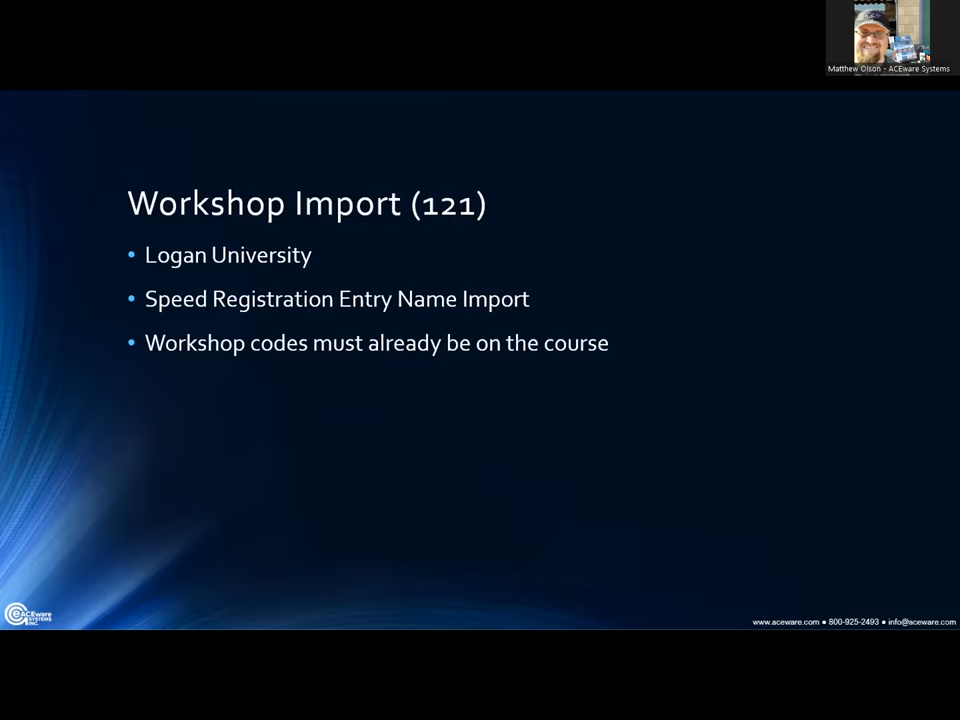 Matthew Olson - ACEware Systems
Workshop Import (121)
• Logan University
• Speed Registration Entry Name Import
• Workshop codes must already be on the course
ACEware
SYSTEMS
INC.
www.aceware.com ● 800-925-2493 ● info@aceware.com